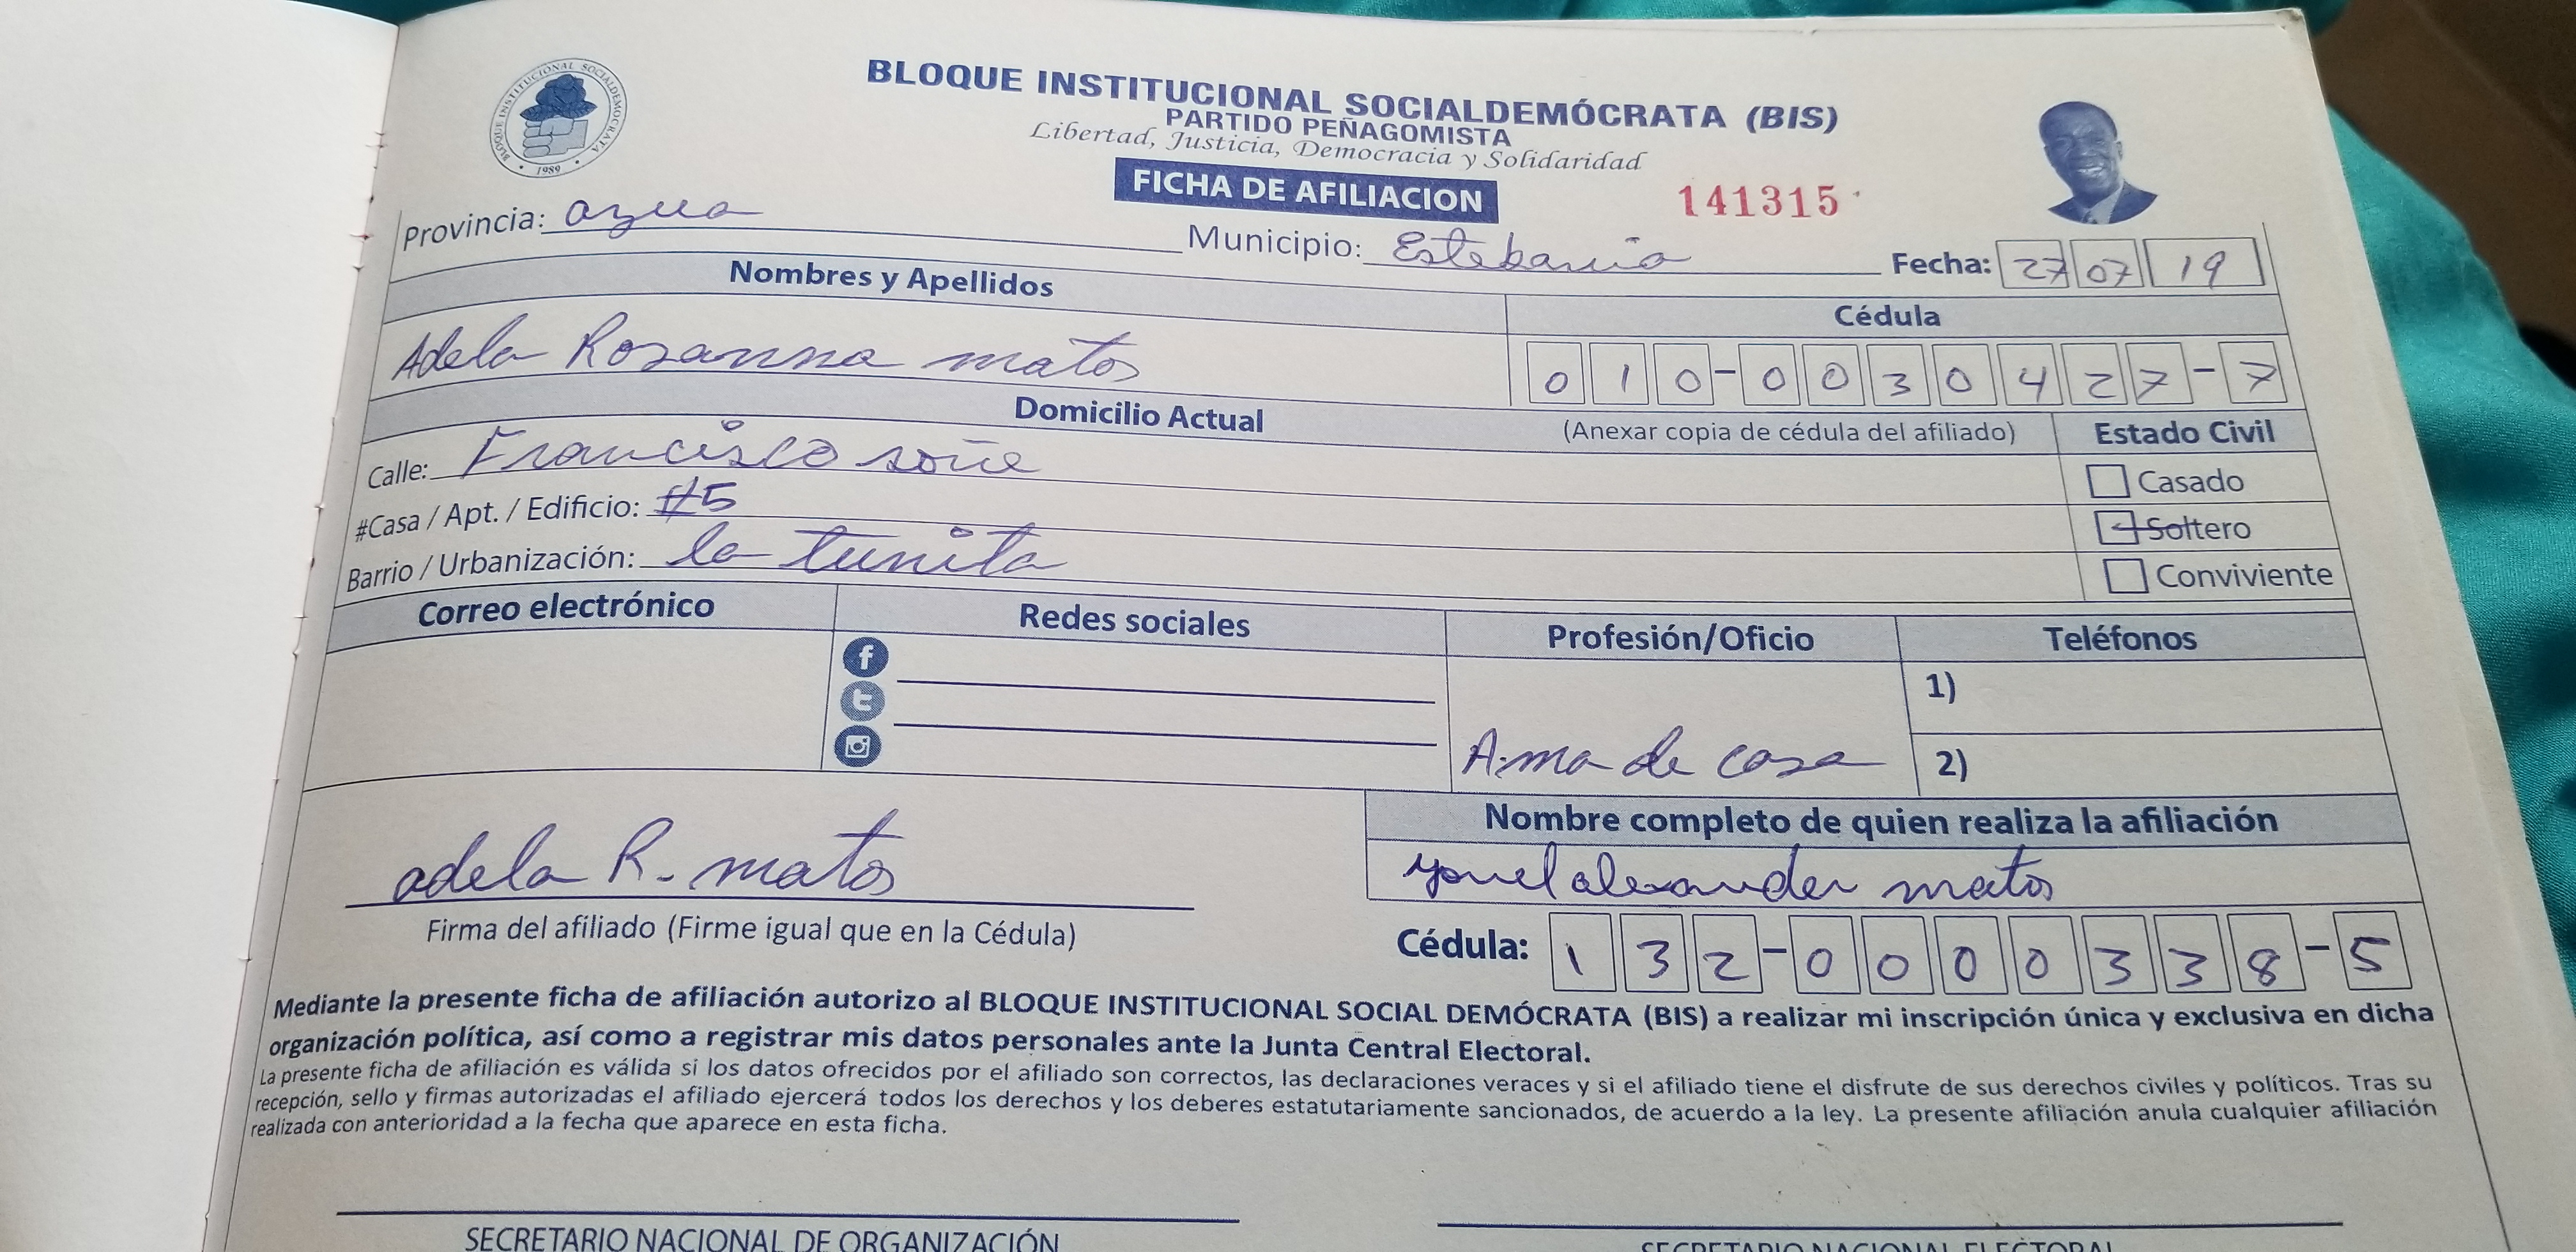 BLOQUE INSTITUCIONAL SOCIALDEMOCRATA
1989
BLOQUE INSTITUCIONAL SOCIALDEMÓCRATA (BIS)
PARTIDO PEÑAGOMISTA
Libertad, Justicia, Democracia y Solidaridad
FICHA DE AFILIACION
141315
Provincia: azua Municipio: Estebania Fecha: 27 07 19
Nombres y Apellidos Cédula
Adela Rosanna matos 010-0030427-7
Domicilio Actual (Anexar copia de cédula del afiliado) Estado Civil
Calle: Francisco soñe
Casado
#Casa / Apt. / Edificio: #5
Soltero
Barrio / Urbanización: la tunita
Conviviente
Correo electrónico Redes sociales Profesión/Oficio Teléfonos
1)
Ama de casa 2)
Nombre completo de quien realiza la afiliación
adela R. matos alexander matos
Firma del afiliado (Firme igual que en la Cédula) Cédula: 132-0000338-5
Mediante la presente ficha de afiliación autorizo al BLOQUE INSTITUCIONAL SOCIAL DEMÓCRATA (BIS) a realizar mi inscripción única y exclusiva en dicha
organización política, así como a registrar mis datos personales ante la Junta Central Electoral.
La presente ficha de afiliación es válida si los datos ofrecidos por el afiliado son correctos, las declaraciones veraces y si el afiliado tiene el disfrute de sus derechos civiles y políticos. Tras su
recepción, sello y firmas autorizadas el afiliado ejercerá todos los derechos y los deberes estatutariamente sancionados, de acuerdo a la ley. La presente afiliación anula cualquier afiliación
realizada con anterioridad a la fecha que aparece en esta ficha.
SECRETARIO NACIONAL DE ORGANIZACIÓN SECRETARIO NACIONAL ELECTORAL